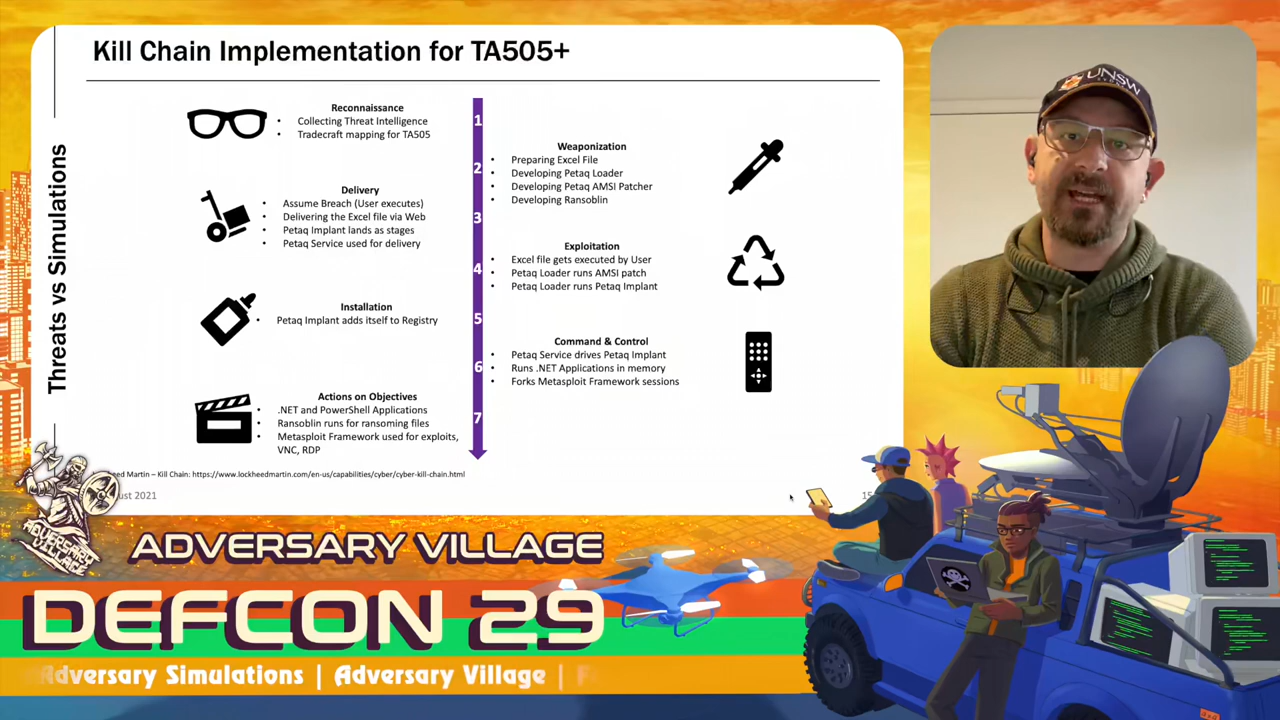 Kill Chain Implementation for TA505+
Threats vs Simulations
Reconnaissance
• Collecting Threat Intelligence
• Tradecraft mapping for TA505
1
Weaponization
• Preparing Excel File
• Developing Petaq Loader
• Developing Petaq AMSI Patcher
• Developing Ransoblin
2
Delivery
• Assume Breach (User executes)
• Delivering the Excel file via Web
• Petaq Implant lands as stages
• Petaq Service used for delivery
3
Exploitation
• Excel file gets executed by User
• Petaq Loader runs AMSI patch
• Petaq Loader runs Petaq Implant
4
Installation
• Petaq Implant adds itself to Registry
5
Command & Control
• Petaq Service drives Petaq Implant
• Runs .NET Applications in memory
• Forks Metasploit Framework sessions
6
Actions on Objectives
• .NET and PowerShell Applications
• Ransoblin runs for ransoming files
• Metasploit Framework used for exploits,
VNC, RDP
7
Martin – Kill Chain: https://www.lockheedmartin.com/en-us/capabilities/cyber/cyber-kill-chain.html
2021
UNSW
ADVERSARY
VILLAGE
ADVERSARY VILLAGE
DEFCON 29
Adversary Simulations | Adversary Village |